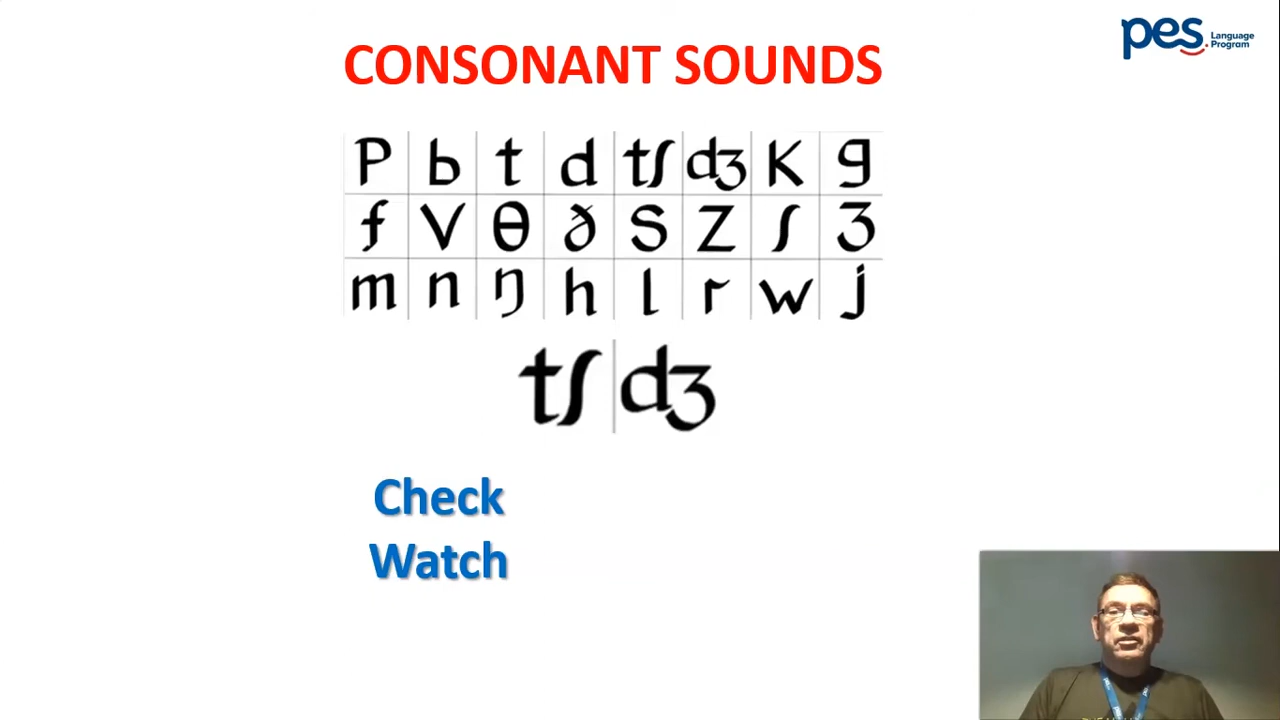 pes. Language
Program
CONSONANT SOUNDS
P b t d tʃ dʒ K g
f V θ ð S Z ʃ ʒ
m n ŋ h l r w j
tʃ dʒ
Check
Watch